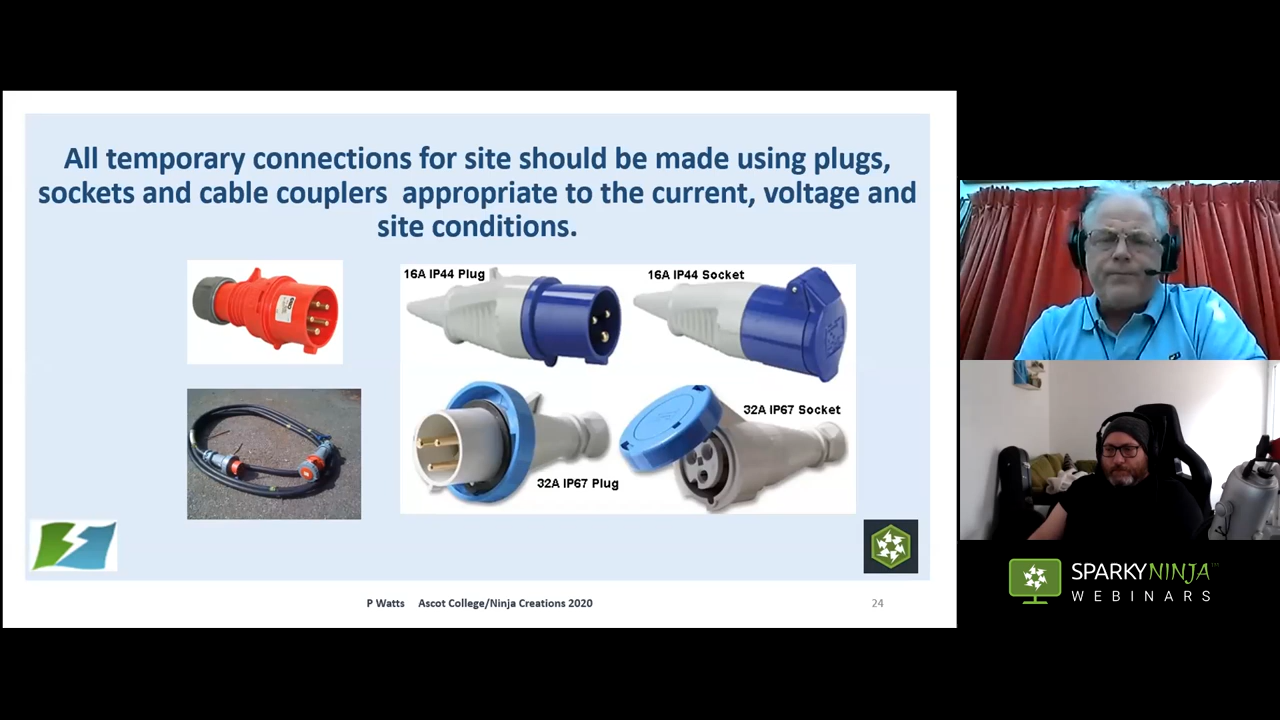 All temporary connections for site should be made using plugs,
sockets and cable couplers appropriate to the current, voltage and
site conditions.
16A IP44 Plug
16A IP44 Socket
32A IP67 Socket
32A IP67 Plug
P Watts Ascot College/Ninja Creations 2020
24
SPARKYNINJA™
WEBINARS